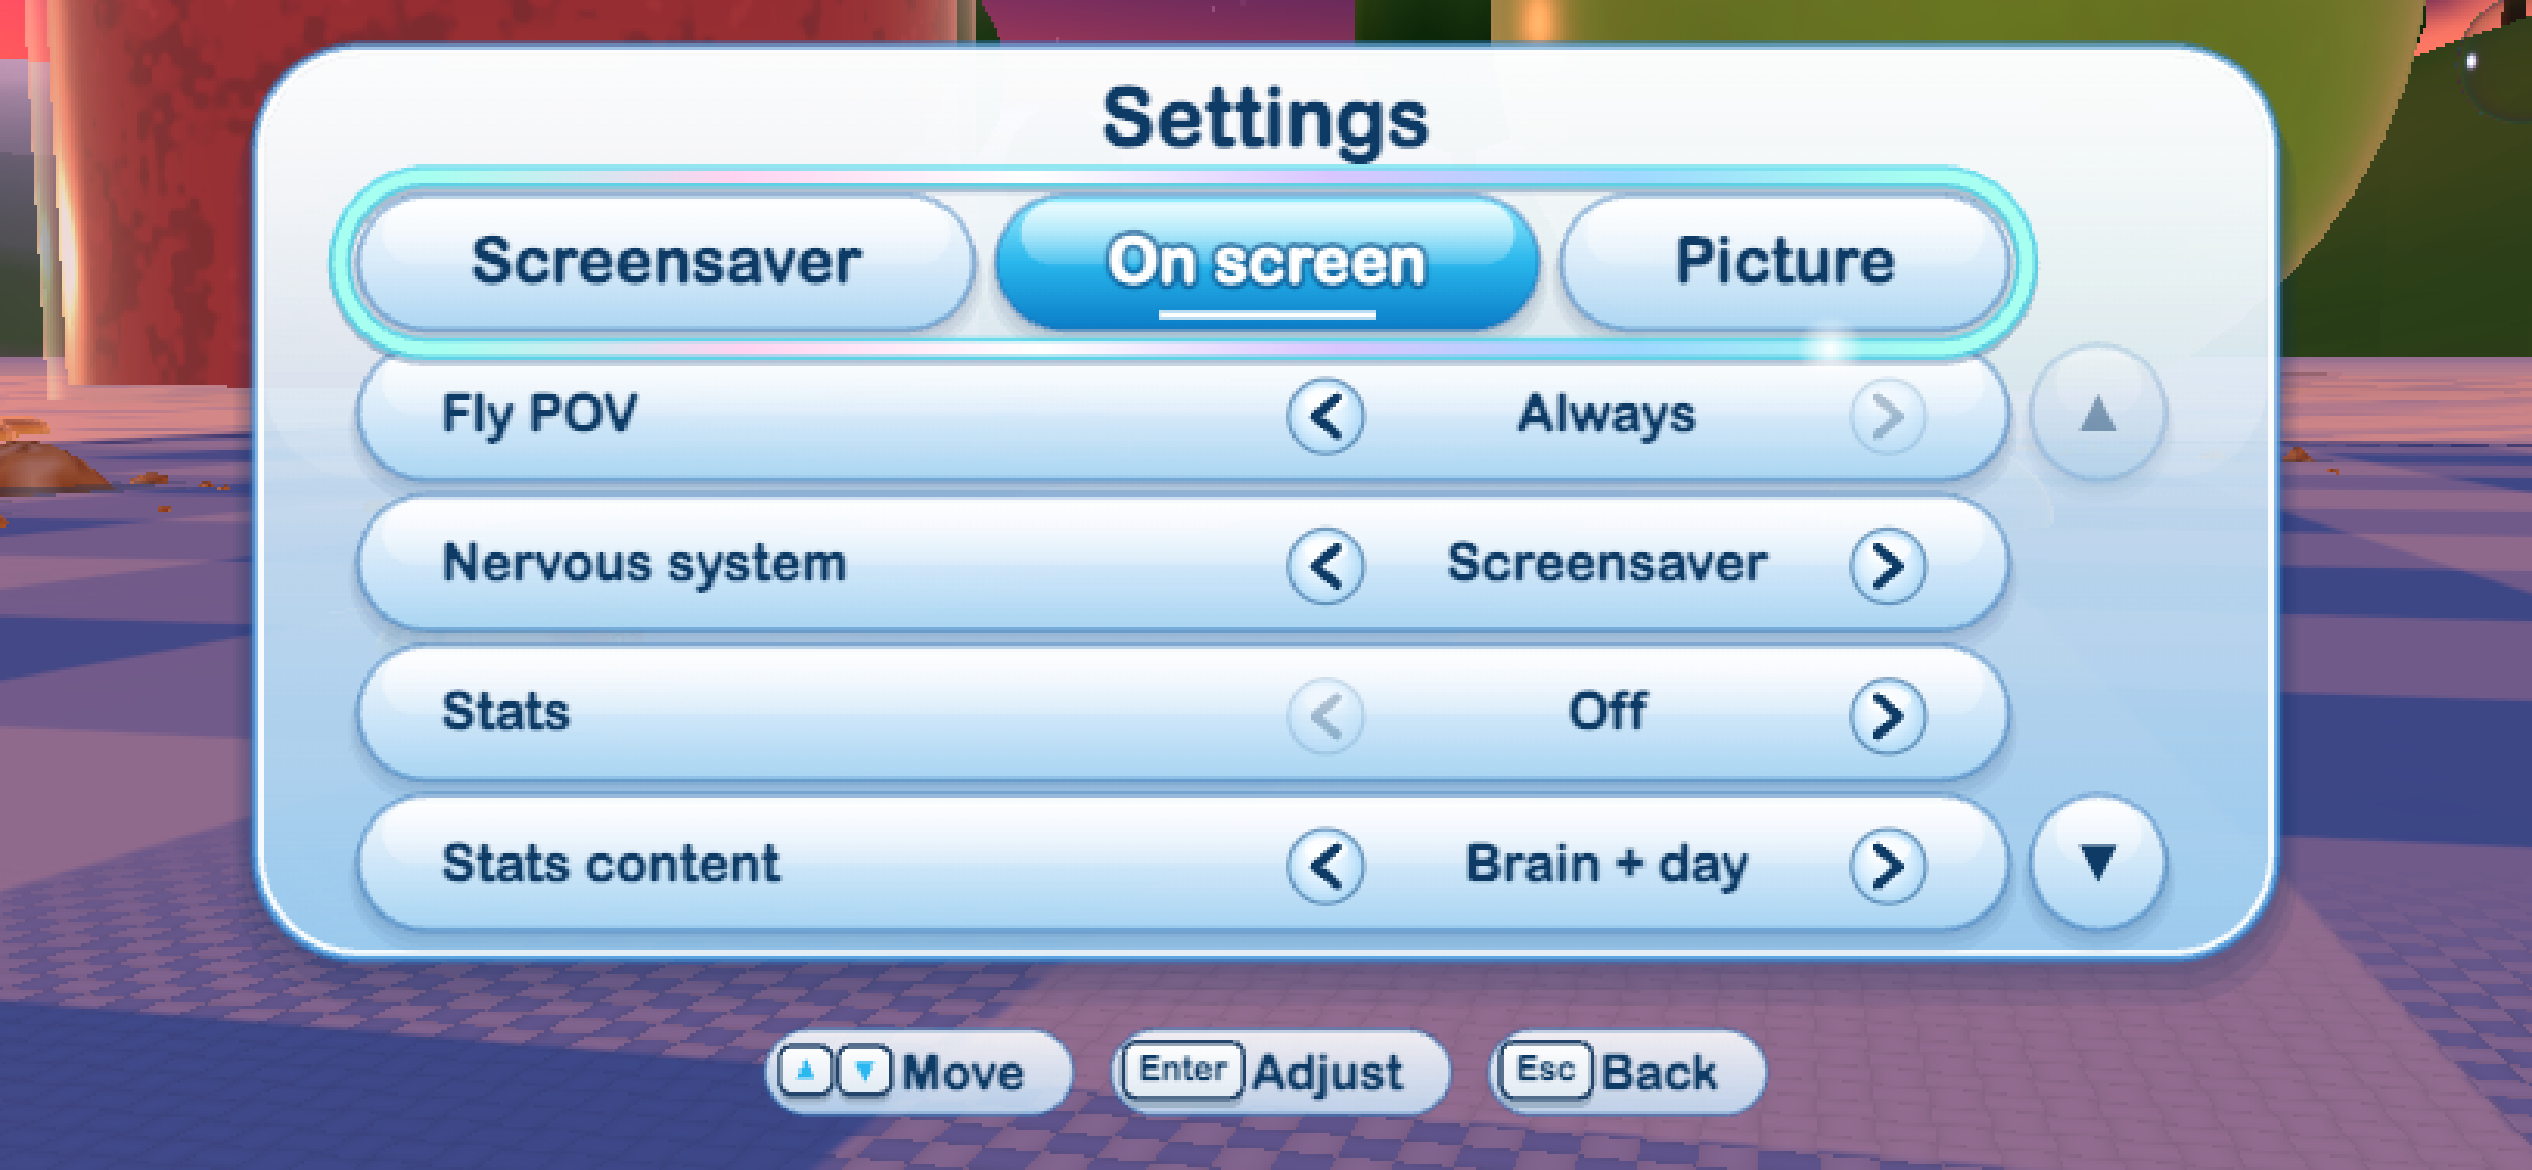 Settings
Screensaver On screen Picture
Fly POV < Always >
Nervous system < Screensaver >
Stats < Off >
Stats content < Brain + day >
▲ ▼ Move Enter Adjust Esc Back